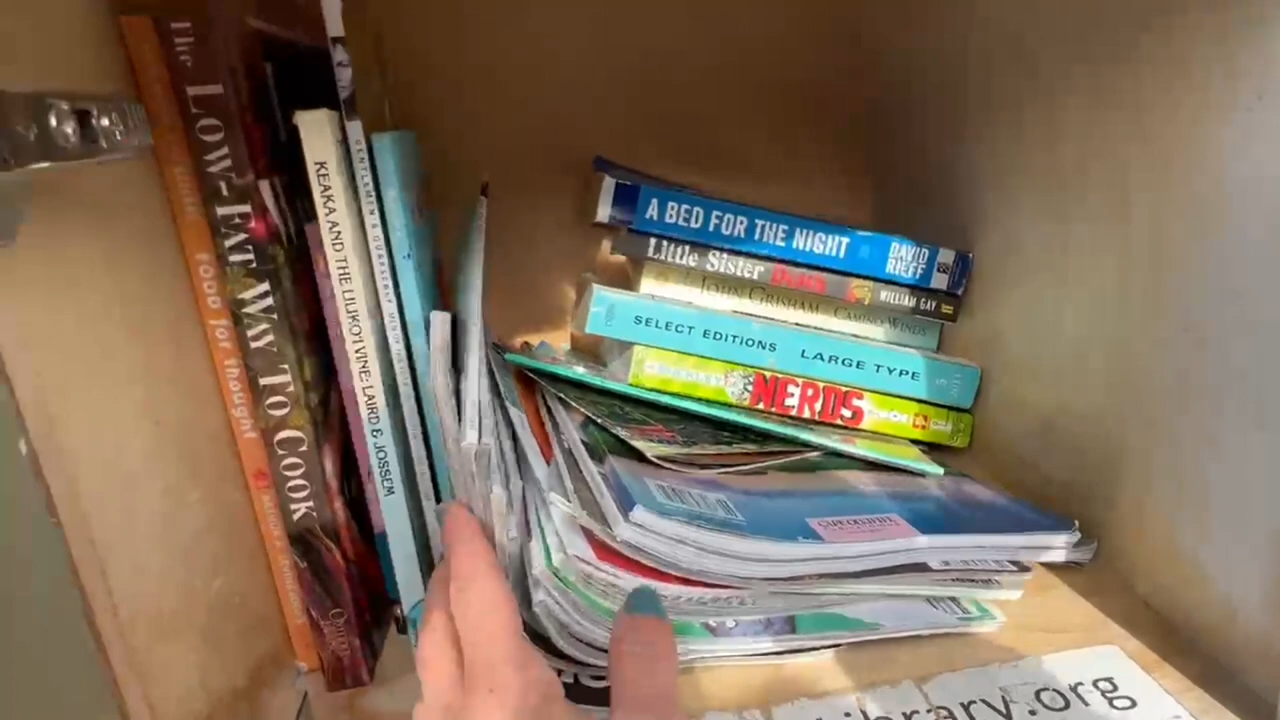 Food for thought
The LOW-FAT WAY TO COOK
KEAKA AND THE LILIKO'I VINE: LAIRD & JOSSEM
GENTLEMEN'S QUARTERLY
A BED FOR THE NIGHT DAVID RIEFF
Little Sister Death WILLIAM GAY
JOHN GRISHAM CAMINO WINDS
SELECT EDITIONS LARGE TYPE
NERDS
Library.org